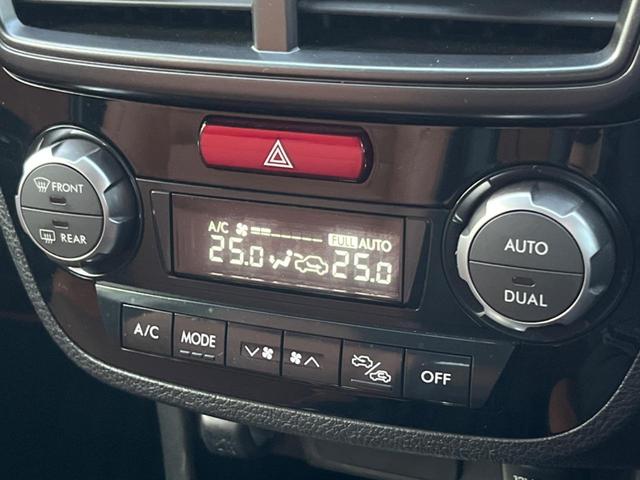 FRONT
REAR
A/C FULL AUTO
25.0 25.0
AUTO
DUAL
A/C
MODE
OFF